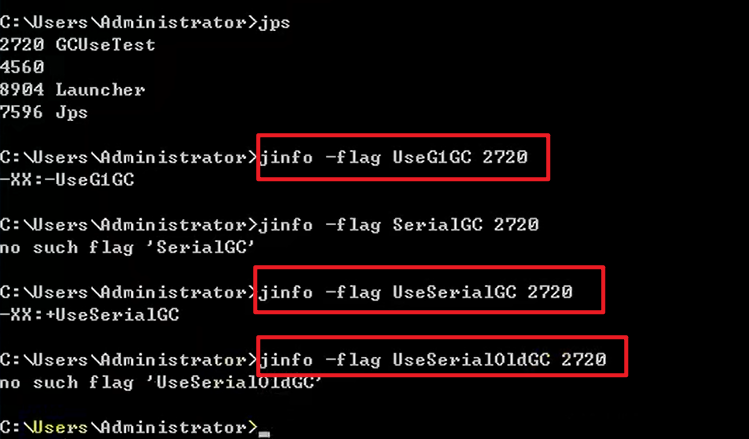 C:\Users\Administrator>jps
2720 GCUseTest
4560
8904 Launcher
7596 Jps
C:\Users\Administrator>jinfo -flag UseG1GC 2720
-XX:-UseG1GC
C:\Users\Administrator>jinfo -flag SerialGC 2720
no such flag 'SerialGC'
C:\Users\Administrator>jinfo -flag UseSerialGC 2720
-XX:+UseSerialGC
C:\Users\Administrator>jinfo -flag UseSerialOldGC 2720
no such flag 'UseSerialOldGC'
C:\Users\Administrator>_